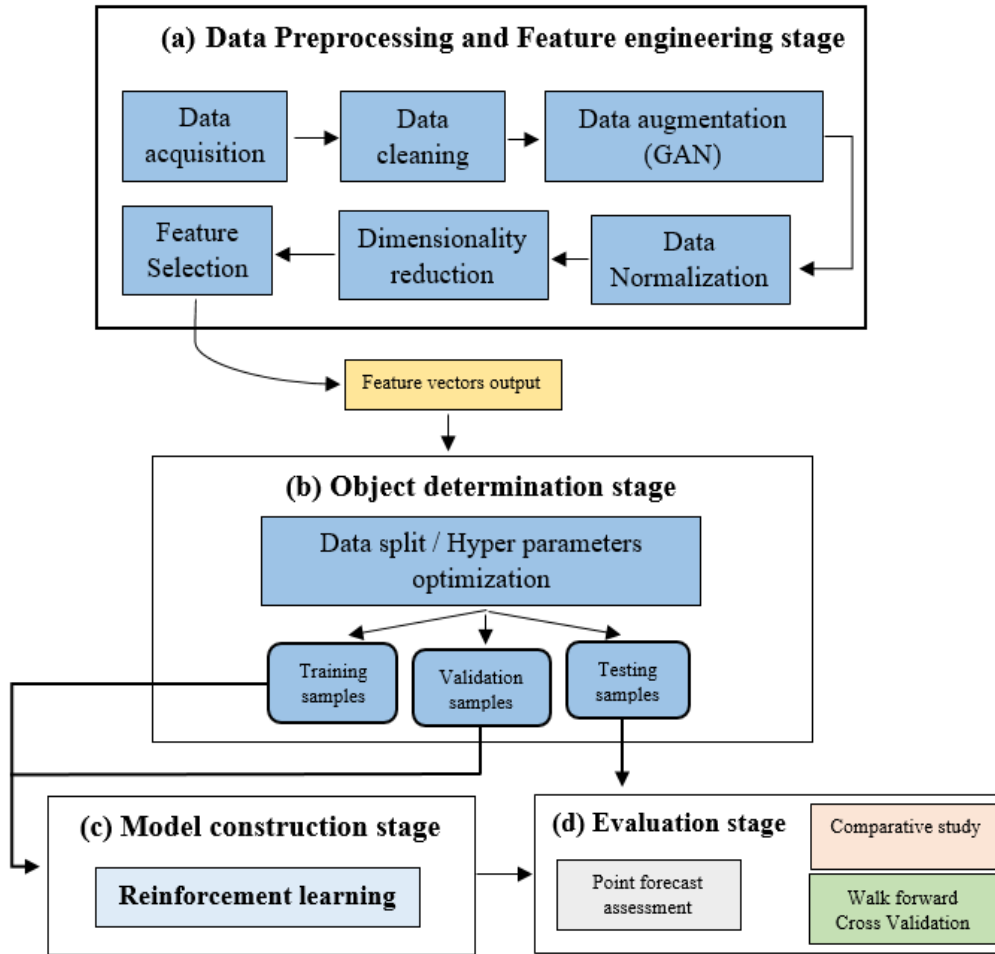 (a) Data Preprocessing and Feature engineering stage
Data
acquisition
Data
cleaning
Data augmentation
(GAN)
Feature
Selection
Dimensionality
reduction
Data
Normalization
Feature vectors output
(b) Object determination stage
Data split / Hyper parameters
optimization
Training
samples
Validation
samples
Testing
samples
(c) Model construction stage
Reinforcement learning
(d) Evaluation stage
Point forecast
assessment
Comparative study
Walk forward
Cross Validation